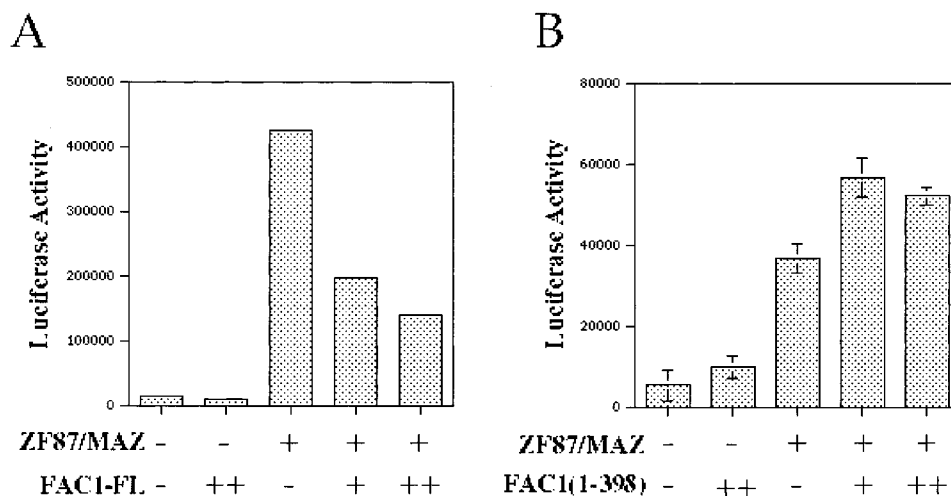 A
500000
400000
300000
200000
100000
0
Luciferase Activity
ZF87/MAZ - - + + +
FAC1-FL - ++ - + ++
B
80000
60000
40000
20000
0
Luciferase Activity
ZF87/MAZ - - + + +
FAC1(1-398) - ++ - + ++